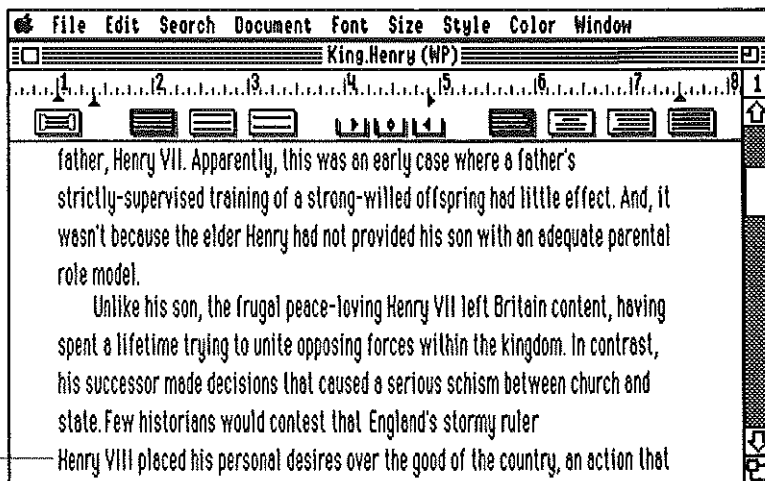 File Edit Search Document Font Size Style Color Window
King.Henry (WP)
1 2 3 4 5 6 7 8 1
father, Henry VII. Apparently, this was an early case where a father's
strictly-supervised training of a strong-willed offspring had little effect. And, it
wasn't because the elder Henry had not provided his son with an adequate parental
role model.
Unlike his son, the frugal peace-loving Henry VII left Britain content, having
spent a lifetime trying to unite opposing forces within the kingdom. In contrast,
his successor made decisions that caused a serious schism between church and
state. Few historians would contest that England's stormy ruler
Henry VIII placed his personal desires over the good of the country, an action that